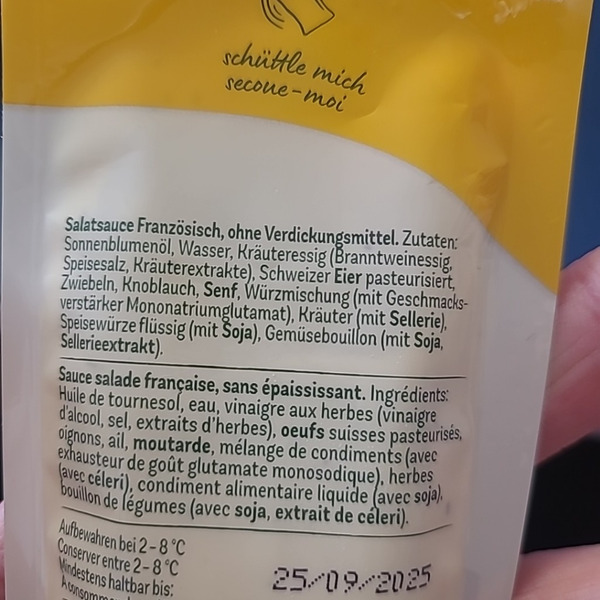 schüttle mich
secoue-moi
Salatsauce Französisch, ohne Verdickungsmittel. Zutaten:
Sonnenblumenöl, Wasser, Kräuteressig (Branntweinessig,
Speisesalz, Kräuterextrakte), Schweizer Eier pasteurisiert,
Zwiebeln, Knoblauch, Senf, Würzmischung (mit Geschmacks-
verstärker Mononatriumglutamat), Kräuter (mit Sellerie),
Speisewürze flüssig (mit Soja), Gemüsebouillon (mit Soja,
Sellerieextrakt).
Sauce salade française, sans épaississant. Ingrédients:
Huile de tournesol, eau, vinaigre aux herbes (vinaigre
d'alcool, sel, extraits d'herbes), oeufs suisses pasteurisés,
oignons, ail, moutarde, mélange de condiments (avec
exhausteur de goût glutamate monosodique), herbes
(avec céleri), condiment alimentaire liquide (avec soja),
bouillon de légumes (avec soja, extrait de céleri).
Aufbewahren bei 2-8 °C
Conserver entre 2-8 °C
Mindestens haltbar bis:
25/09/2025